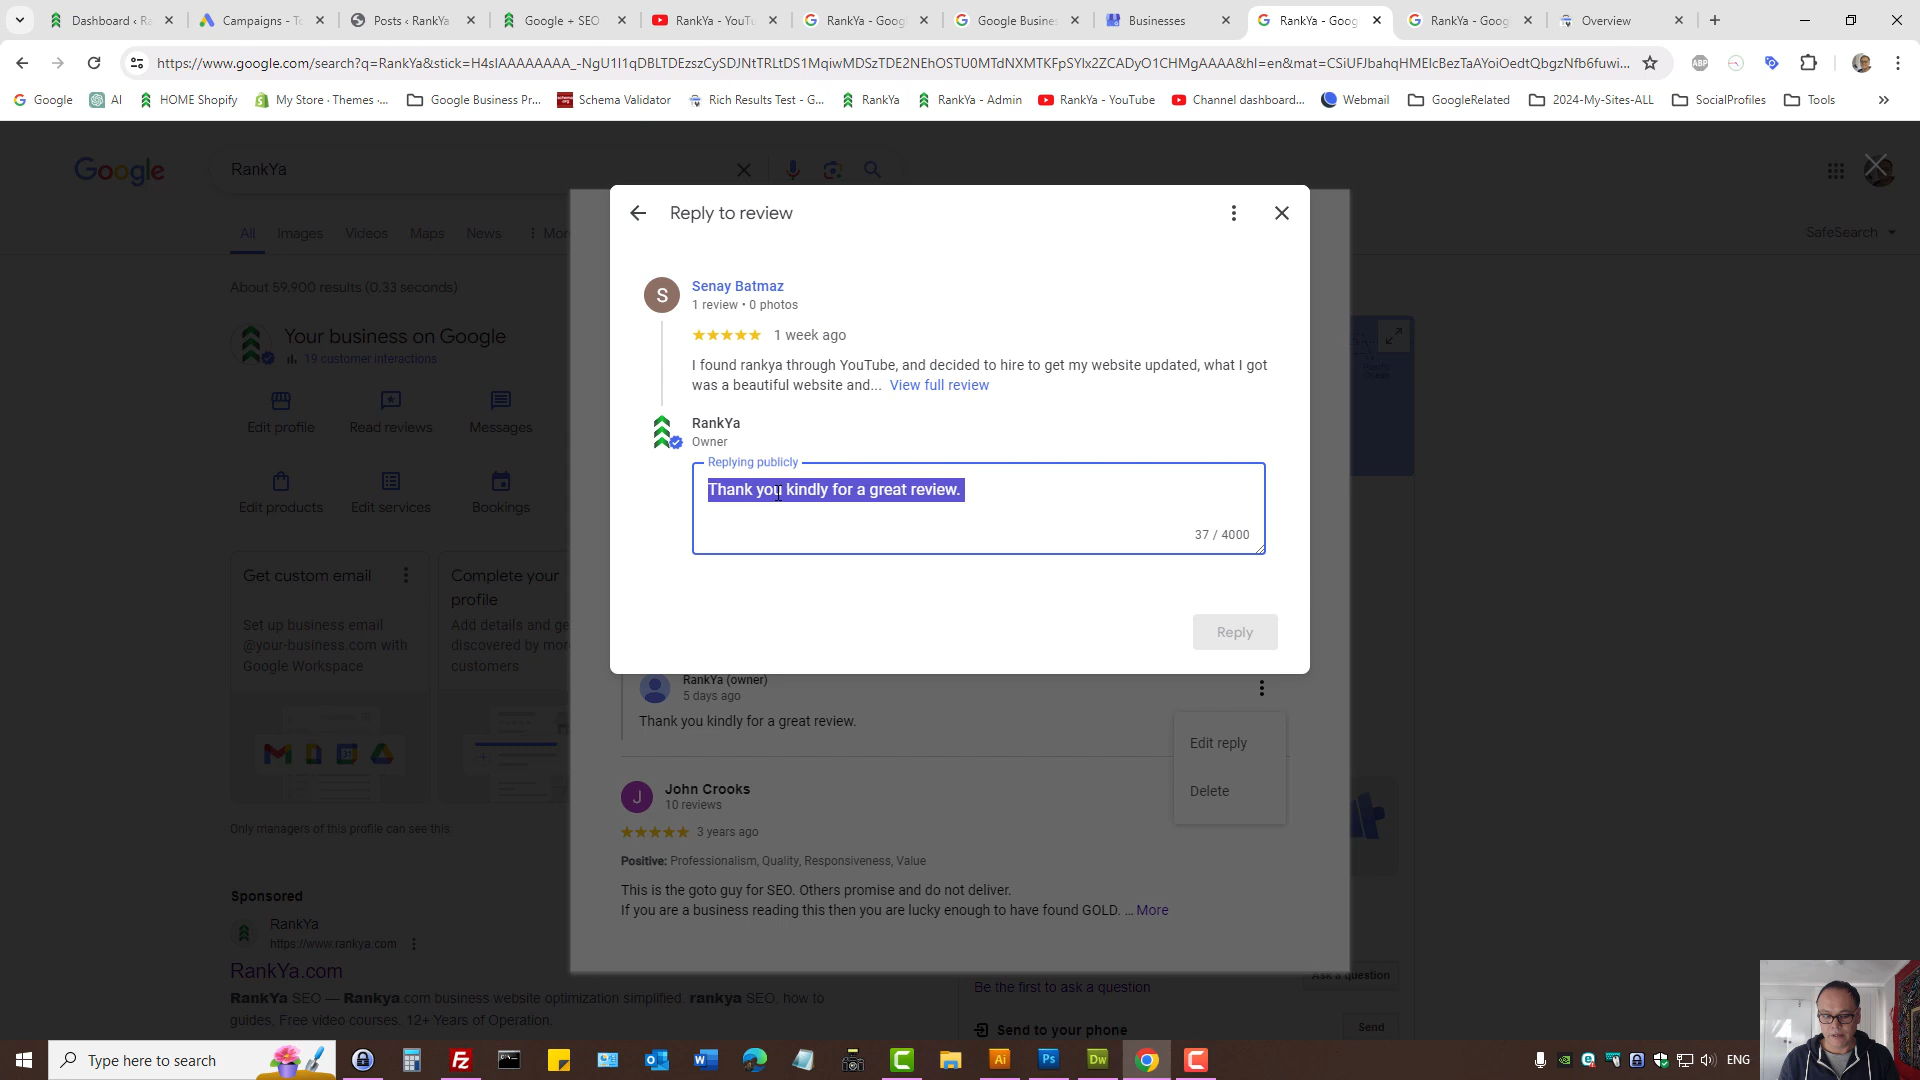 Dashboard ‹ Ra
Campaigns - To
Posts ‹ RankYa
Google + SEO
RankYa - YouTu
RankYa - Goog
Google Busines
Businesses
RankYa - Goog
RankYa - Goog
Overview
https://www.google.com/search?q=RankYa&stick=H4sIAAAAAAAA_-NgU1I1qDBLTDEzszCySDJNtTRLtDS1MqiwMDSzTDE2NEhOSTU0MTdNXMTKFpSYlx2ZCADyO1CHMgAAAA&hl=en&mat=CSiUFJbahqHMEIcBezTaAYoiOedtQbgzNfb6fuwi...
Google
AI
HOME Shopify
My Store · Themes ·...
Google Business Pr...
Schema Validator
Rich Results Test - G...
RankYa
RankYa - Admin
RankYa - YouTube
Channel dashboard...
Webmail
GoogleRelated
2024-My-Sites-ALL
SocialProfiles
Tools
Google
RankYa
All
Images
Videos
Maps
News
Mor
SafeSearch
About 59,900 results (0.33 seconds)
Your business on Google
19 customer interactions
Edit profile
Read reviews
Messages
Edit products
Edit services
Bookings
Get custom email
Set up business email
@your-business.com with
Google Workspace
Complete your
profile
Add details and ge
discovered by mor
customers
Only managers of this profile can see this
Sponsored
RankYa
https://www.rankya.com
RankYa.com
RankYa SEO — Rankya.com business website optimization simplified. rankya SEO, how to
guides, Free video courses. 12+ Years of Operation.
Reply to review
S
Senay Batmaz
1 review • 0 photos
1 week ago
I found rankya through YouTube, and decided to hire to get my website updated, what I got
was a beautiful website and... View full review
RankYa
Owner
Replying publicly
Thank you kindly for a great review.
37 / 4000
Reply
RankYa (owner)
5 days ago
Thank you kindly for a great review.
Edit reply
Delete
J
John Crooks
10 reviews
3 years ago
Positive: Professionalism, Quality, Responsiveness, Value
This is the goto guy for SEO. Others promise and do not deliver.
If you are a business reading this then you are lucky enough to have found GOLD. ... More
Ask a question
Be the first to ask a question
Send to your phone
Send
Type here to search
ENG